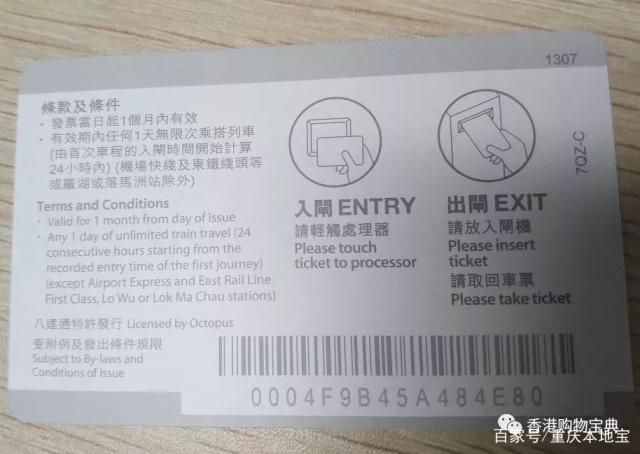 1307
條款及條件
· 發票當日起1個月內有效
· 有效期內任何1天無限次乘搭列車
(由首次車程的入閘時間開始計算
24小時內) (機場快綫及東鐵綫頭等
或羅湖或落馬洲站除外)
Terms and Conditions
· Valid for 1 month from day of issue
· Any 1 day of unlimited train travel (24
consecutive hours starting from the
recorded entry time of the first journey)
(except Airport Express and East Rail Line
First Class, Lo Wu or Lok Ma Chau stations)
八達通特許發行 Licensed by Octopus
受附例及發出條件規限
Subject to By-laws and
Conditions of Issue
入閘 ENTRY
請輕觸處理器
Please touch
ticket to processor
出閘 EXIT
請放入閘機
Please insert
ticket
請取回車票
Please take ticket
7QZ-C
0004F9B45A484E80
香港购物宝典
百家号/重庆本地宝